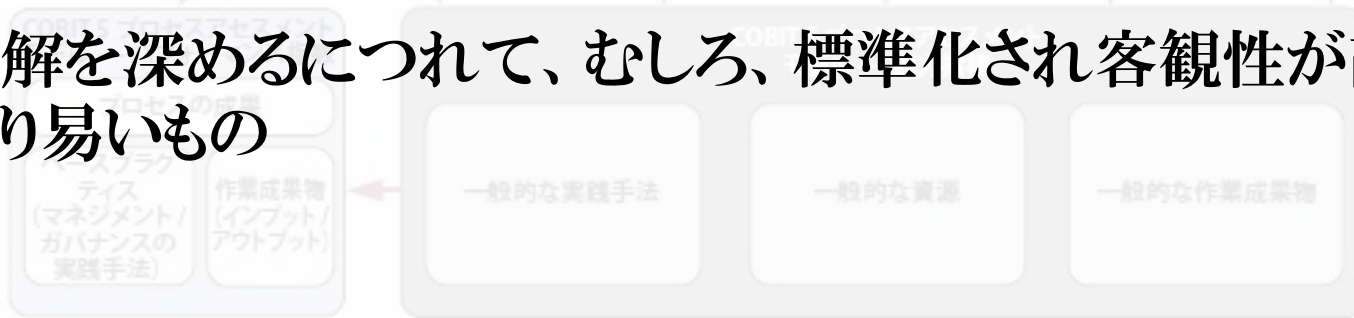 COBIT 5 プロセスアセスメント
解を深めるにつれて、むしろ、標準化され客観性が
プロセスの成果
り易いもの
ベースプラク
ティス
(マネジメント /
ガバナンスの
実践手法)
作業成果物
(インプット /
アウトプット)
一般的な実践手法
一般的な資源
一般的な作業成果物